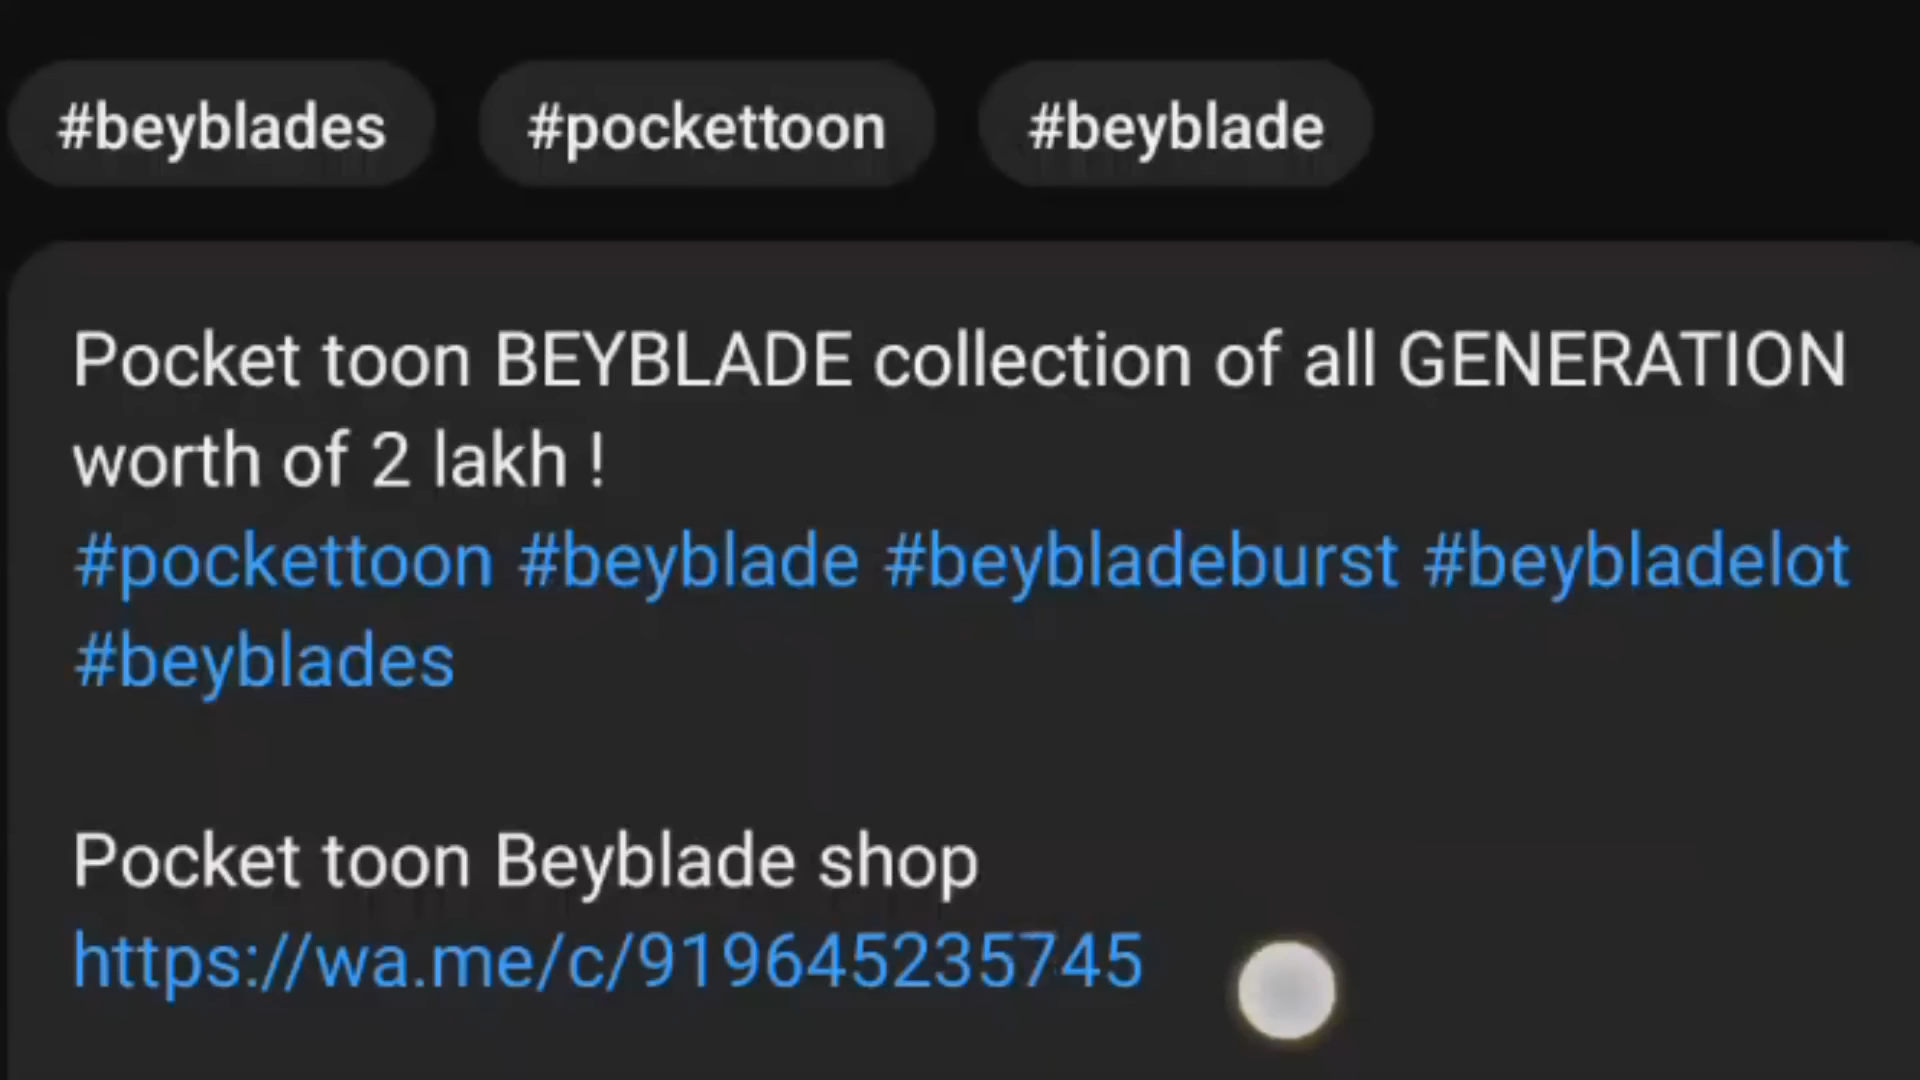 #beyblades #pockettoon #beyblade
Pocket toon BEYBLADE collection of all GENERATION
worth of 2 lakh !
#pockettoon #beyblade #beybladeburst #beybladelot
#beyblades
Pocket toon Beyblade shop
https://wa.me/c/919645235745